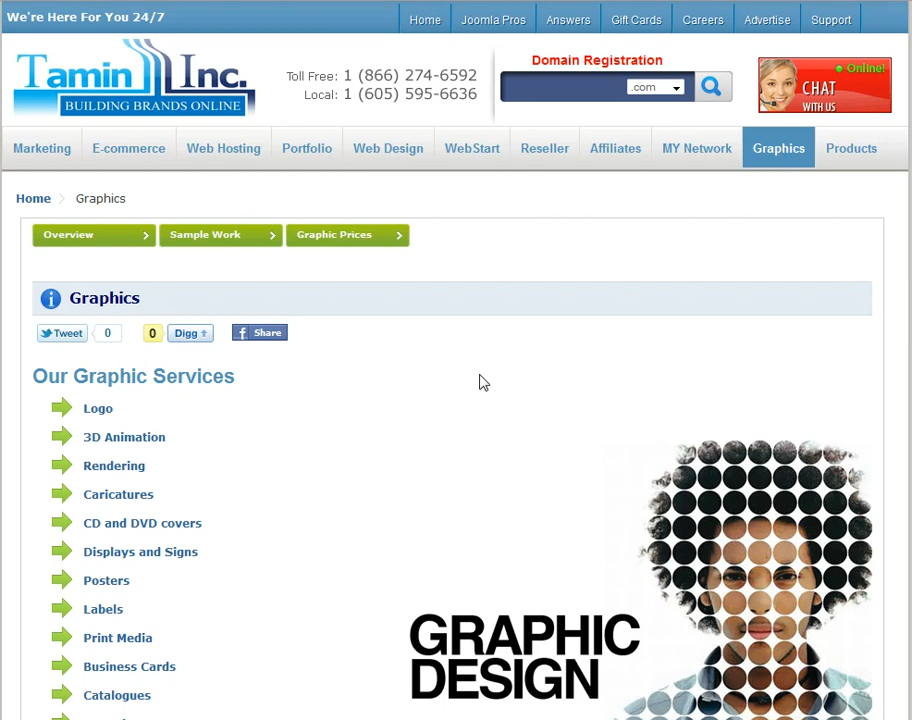 We're Here For You 24/7
Home
Joomla Pros
Answers
Gift Cards
Careers
Advertise
Support
Tamin Inc.
BUILDING BRANDS ONLINE
Toll Free: 1 (866) 274-6592
Local: 1 (605) 595-6636
Domain Registration
.com
Online!
CHAT
WITH US
Marketing
E-commerce
Web Hosting
Portfolio
Web Design
WebStart
Reseller
Affiliates
MY Network
Graphics
Products
Home
Graphics
Overview
Sample Work
Graphic Prices
Graphics
Tweet
0
0
Digg
Share
Our Graphic Services
Logo
3D Animation
Rendering
Caricatures
CD and DVD covers
Displays and Signs
Posters
Labels
Print Media
Business Cards
Catalogues
GRAPHIC
DESIGN